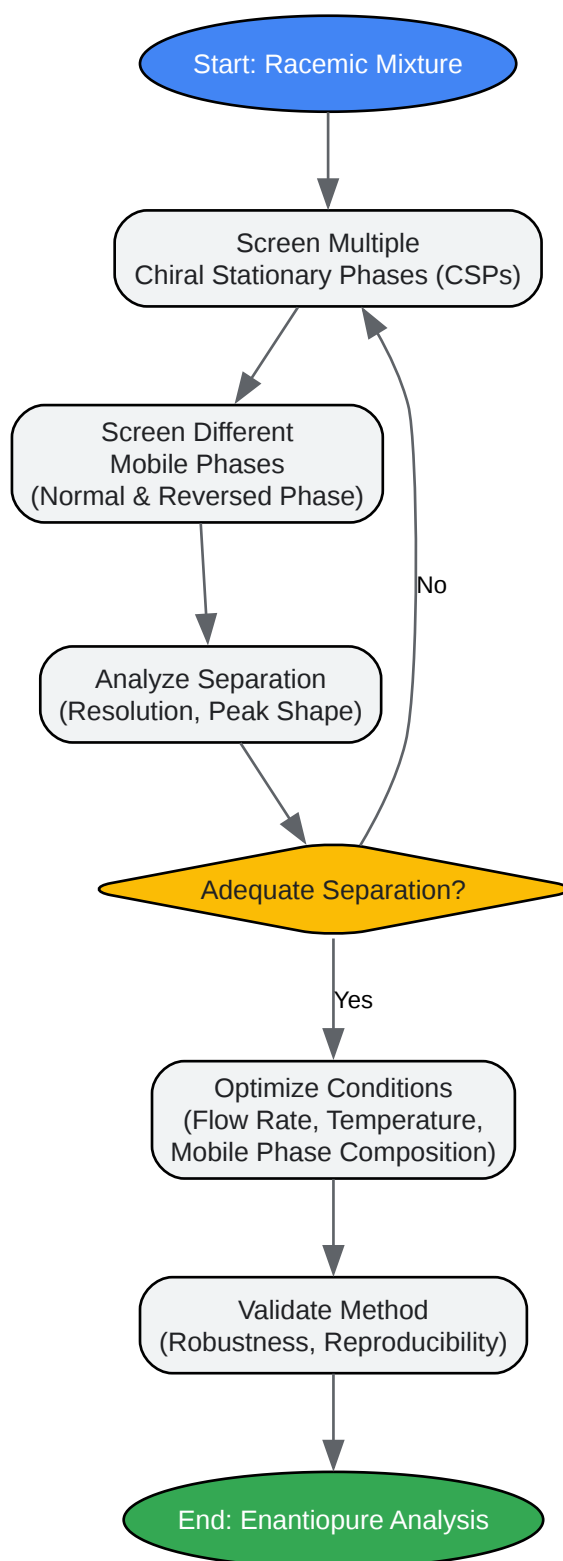 Start: Racemic Mixture
Screen Multiple
Chiral Stationary Phases (CSPs)
Screen Different
Mobile Phases
(Normal & Reversed Phase)
No
Analyze Separation
(Resolution, Peak Shape)
Adequate Separation?
Yes
Optimize Conditions
(Flow Rate, Temperature,
Mobile Phase Composition)
Validate Method
(Robustness, Reproducibility)
End: Enantiopure Analysis